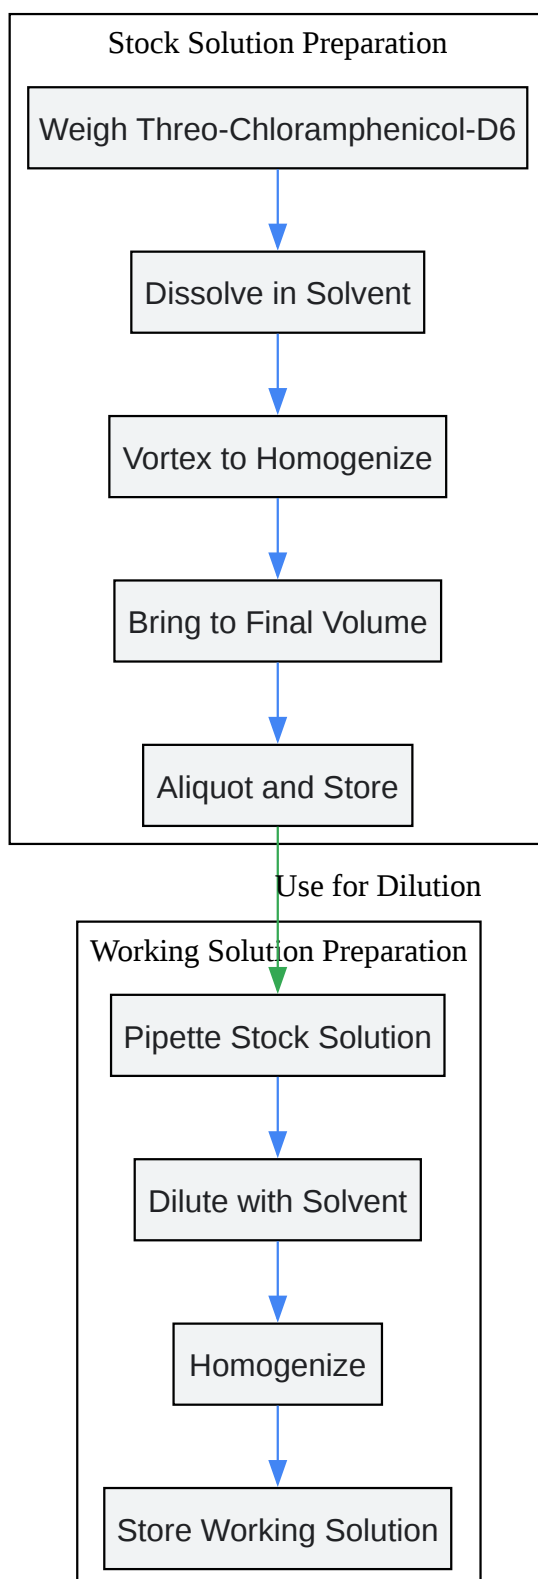 Stock Solution Preparation
Weigh Threo-Chloramphenicol-D6
Dissolve in Solvent
Vortex to Homogenize
Bring to Final Volume
Aliquot and Store
Use for Dilution
Working Solution Preparation
Pipette Stock Solution
Dilute with Solvent
Homogenize
Store Working Solution